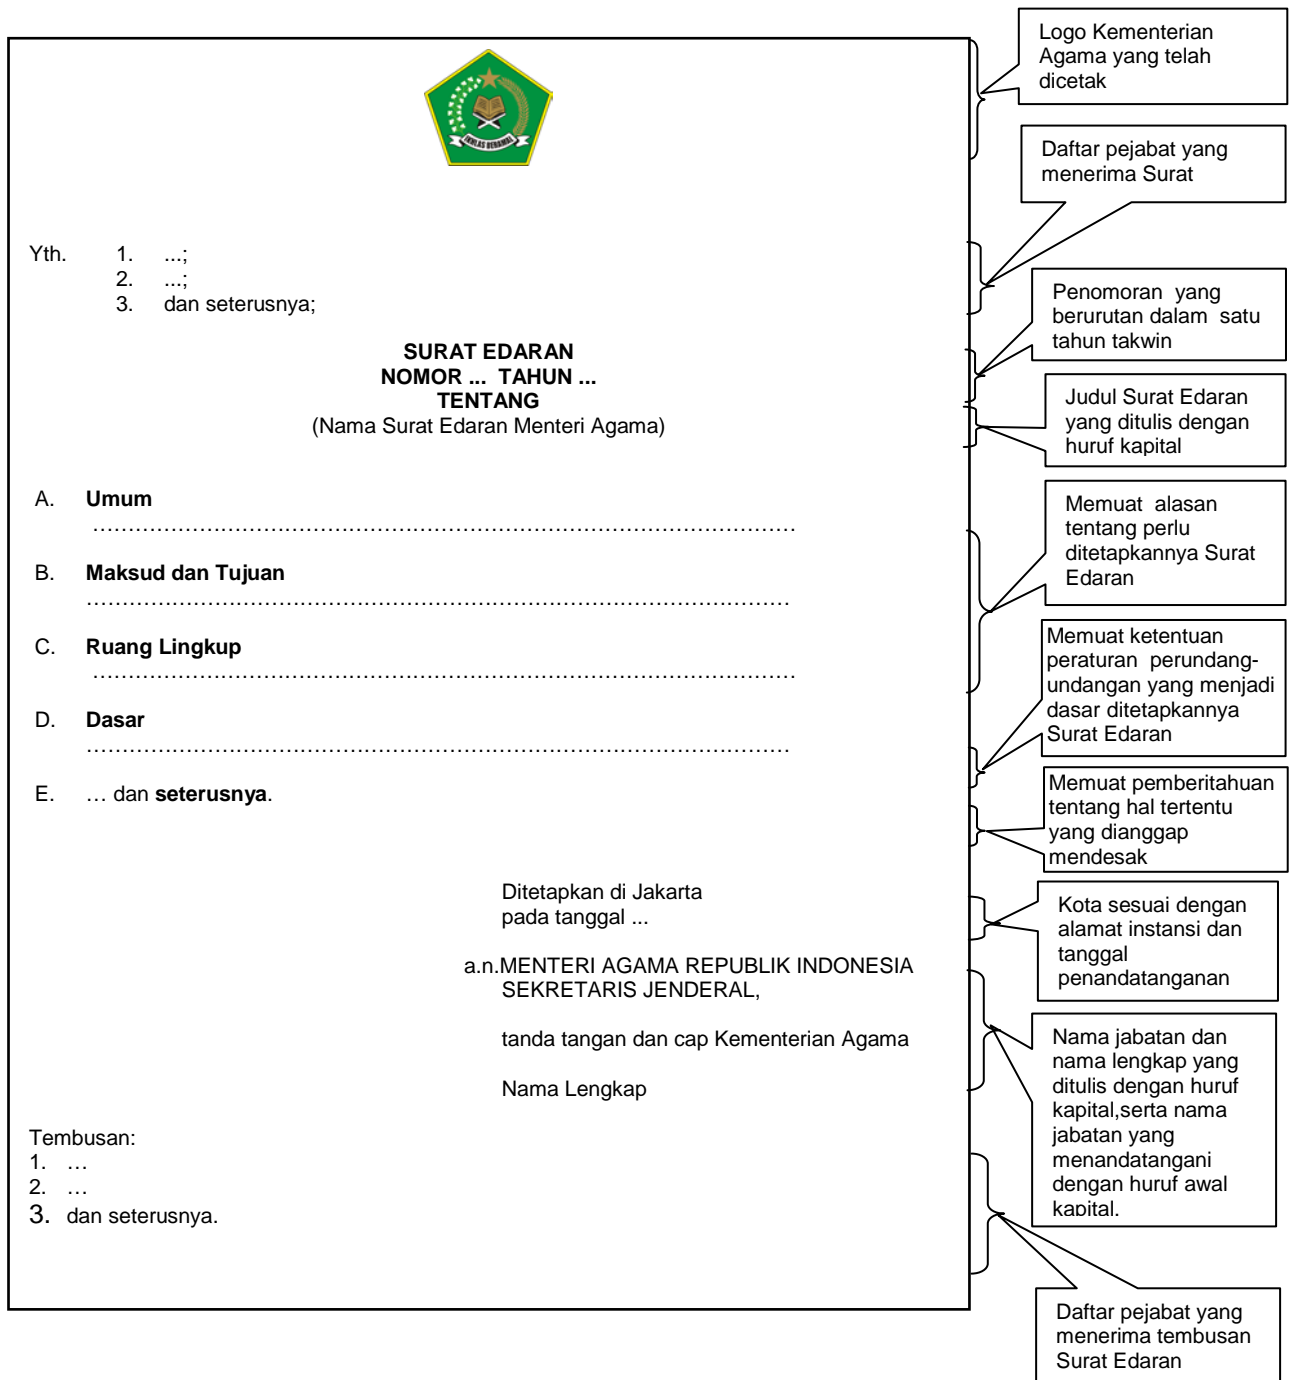 IKHLAS BERAMAL
Yth. 1. ...;
2. ...;
3. dan seterusnya;
SURAT EDARAN
NOMOR ... TAHUN ...
TENTANG
(Nama Surat Edaran Menteri Agama)
A. Umum
……………………………………………………………………………………
B. Maksud dan Tujuan
……………………………………………………………………………………
C. Ruang Lingkup
……………………………………………………………………………………
D. Dasar
……………………………………………………………………………………
E. … dan seterusnya.
Ditetapkan di Jakarta
pada tanggal ...
a.n.MENTERI AGAMA REPUBLIK INDONESIA
SEKRETARIS JENDERAL,
tanda tangan dan cap Kementerian Agama
Nama Lengkap
Tembusan:
1. …
2. …
3. dan seterusnya.
Logo Kementerian
Agama yang telah
dicetak
Daftar pejabat yang
menerima Surat
Penomoran yang
berurutan dalam satu
tahun takwin
Judul Surat Edaran
yang ditulis dengan
huruf kapital
Memuat alasan
tentang perlu
ditetapkannya Surat
Edaran
Memuat ketentuan
peraturan perundang-
undangan yang menjadi
dasar ditetapkannya
Surat Edaran
Memuat pemberitahuan
tentang hal tertentu
yang dianggap
mendesak
Kota sesuai dengan
alamat instansi dan
tanggal
penandatanganan
Nama jabatan dan
nama lengkap yang
ditulis dengan huruf
kapital,serta nama
jabatan yang
menandatangani
dengan huruf awal
kapital.
Daftar pejabat yang
menerima tembusan
Surat Edaran